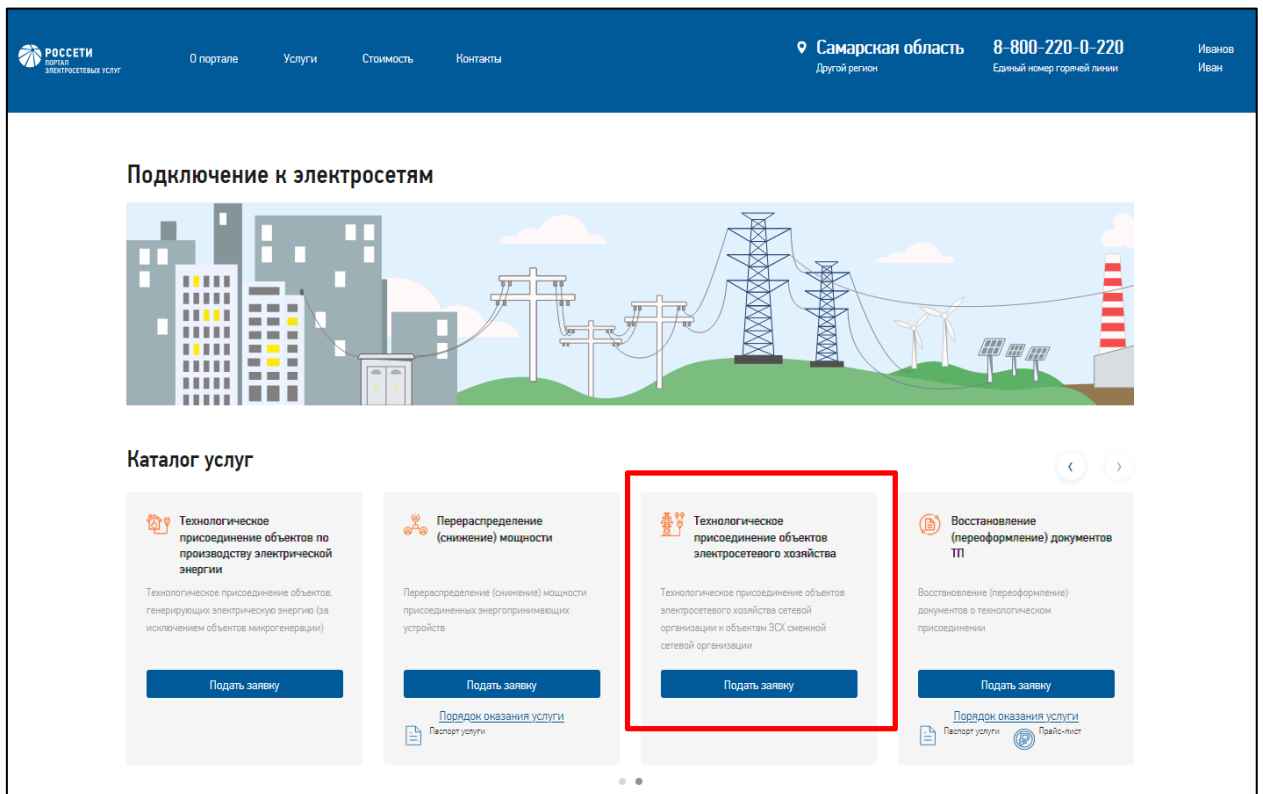 РОССЕТИ
ПОРТАЛ
ЭЛЕКТРОСЕТЕВЫХ УСЛУГ
О портале
Услуги
Стоимость
Контакты
Самарская область
Другой регион
8-800-220-0-220
Единый номер горячей линии
Иванов
Иван
Подключение к электросетям
Каталог услуг
Технологическое
присоединение объектов по
производству электрической
энергии
Технологическое присоединение объектов,
генерирующих электрическую энергию (за
исключением объектов микрогенерации)
Подать заявку
Перераспределение
(снижение) мощности
Перераспределение (снижение) мощности
присоединенных энергопринимающих
устройств
Подать заявку
Порядок оказания услуги
Паспорт услуги
Технологическое
присоединение объектов
электросетевого хозяйства
Технологическое присоединение объектов
электросетевого хозяйства сетевой
организации к объектам ЭСХ смежной
сетевой организации
Подать заявку
Восстановление
(переоформление) документов
ТП
Восстановление (переоформление)
документов о технологическом
присоединении
Подать заявку
Порядок оказания услуги
Паспорт услуги
Прайс-лист